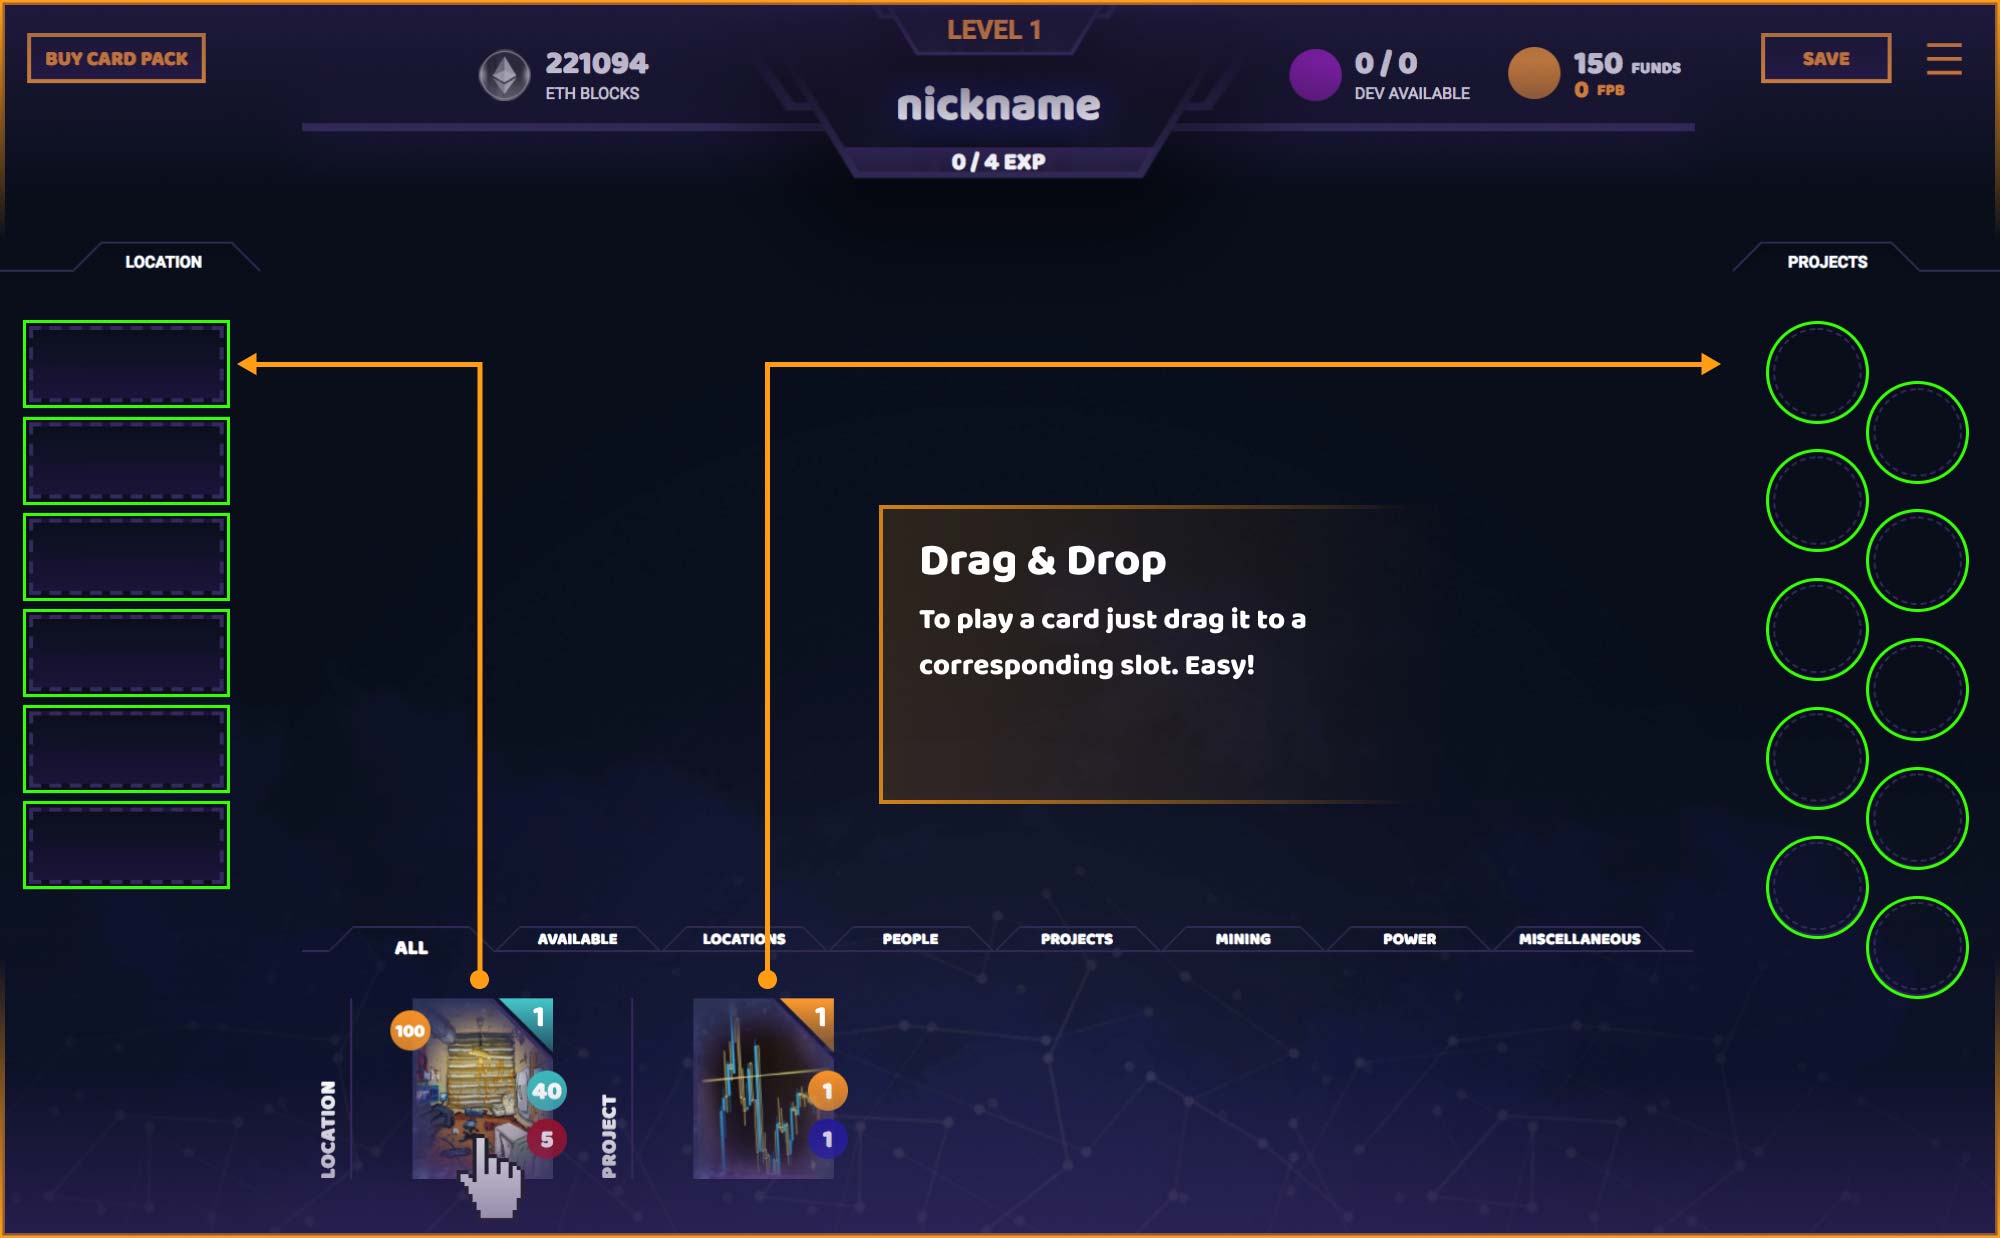 LEVEL 1
BUY CARD PACK
221094
ETH BLOCKS
nickname
0 / 4 EXP
0 / 0
DEV AVAILABLE
150 FUNDS
0 FPB
SAVE
LOCATION
PROJECTS
Drag & Drop
To play a card just drag it to a
corresponding slot. Easy!
ALL
AVAILABLE
LOCATIONS
PEOPLE
PROJECTS
MINING
POWER
MISCELLANEOUS
LOCATION
100
1
40
5
PROJECT
1
1
1